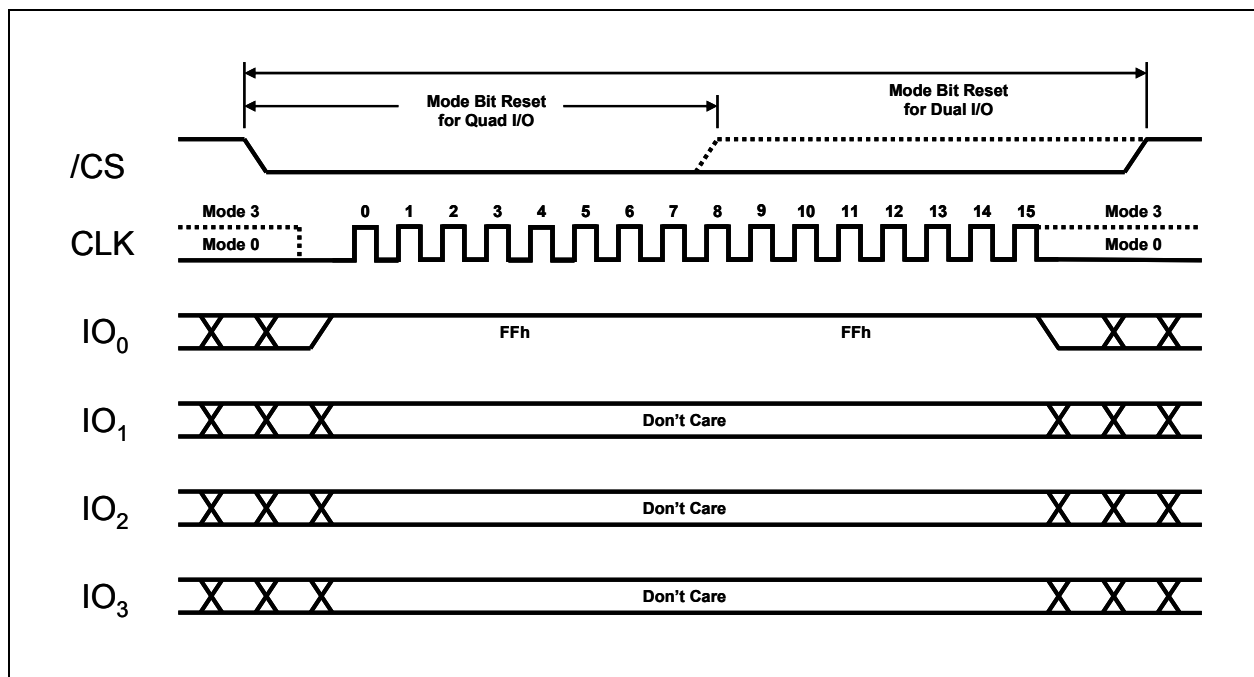 Mode Bit Reset
for Quad I/O
Mode Bit Reset
for Dual I/O
/CS
Mode 3
0 1 2 3 4 5 6 7 8 9 10 11 12 13 14 15
Mode 3
CLK
Mode 0
Mode 0
IO0
FFh
FFh
IO1
Don't Care
IO2
Don't Care
IO3
Don't Care